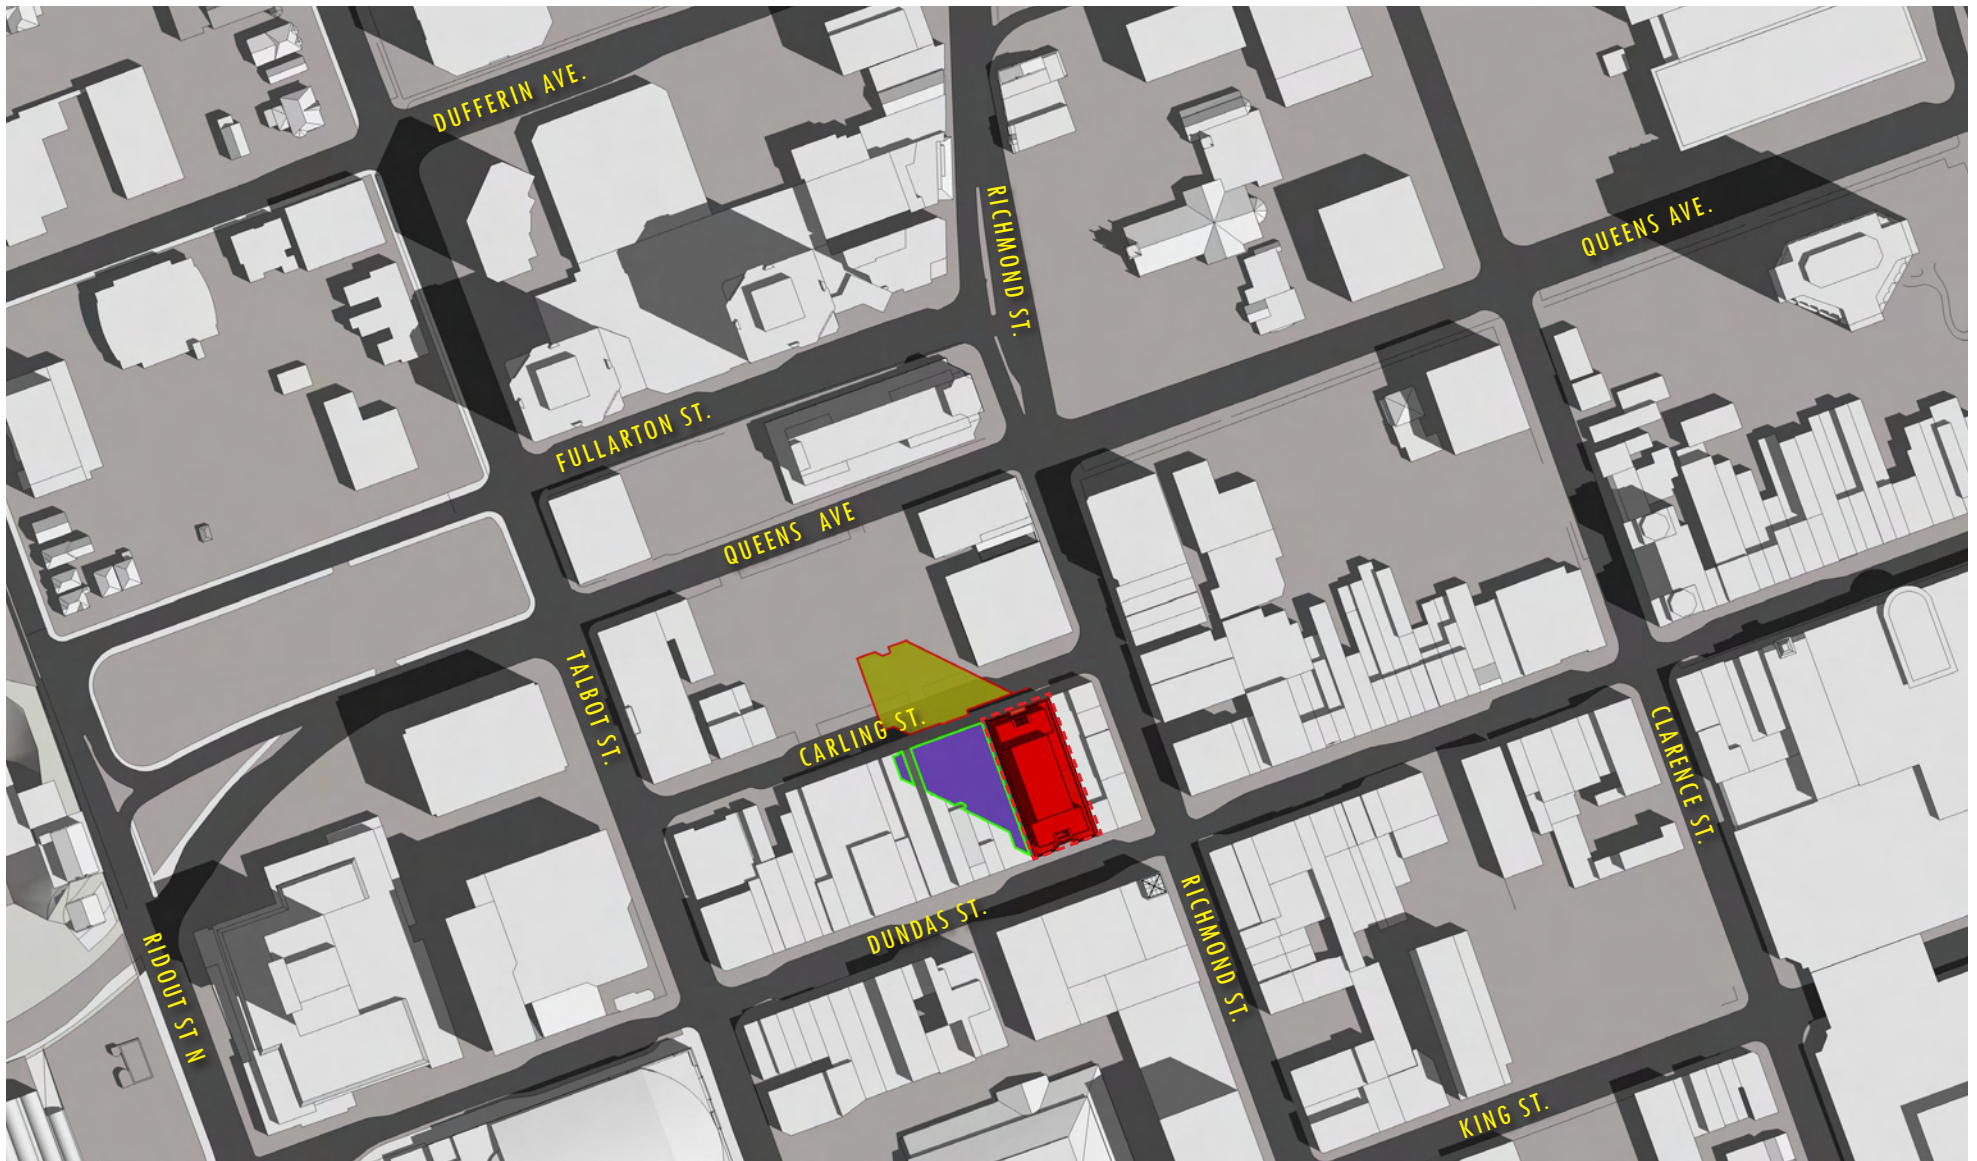 DUFFERIN AVE.
RICHMOND ST.
QUEENS AVE.
FULLARTON ST.
QUEENS AVE
TALBOT ST.
CARLING ST.
CLARENCE ST.
DUNDAS ST.
RICHMOND ST.
RIDOUT ST N
KING ST.